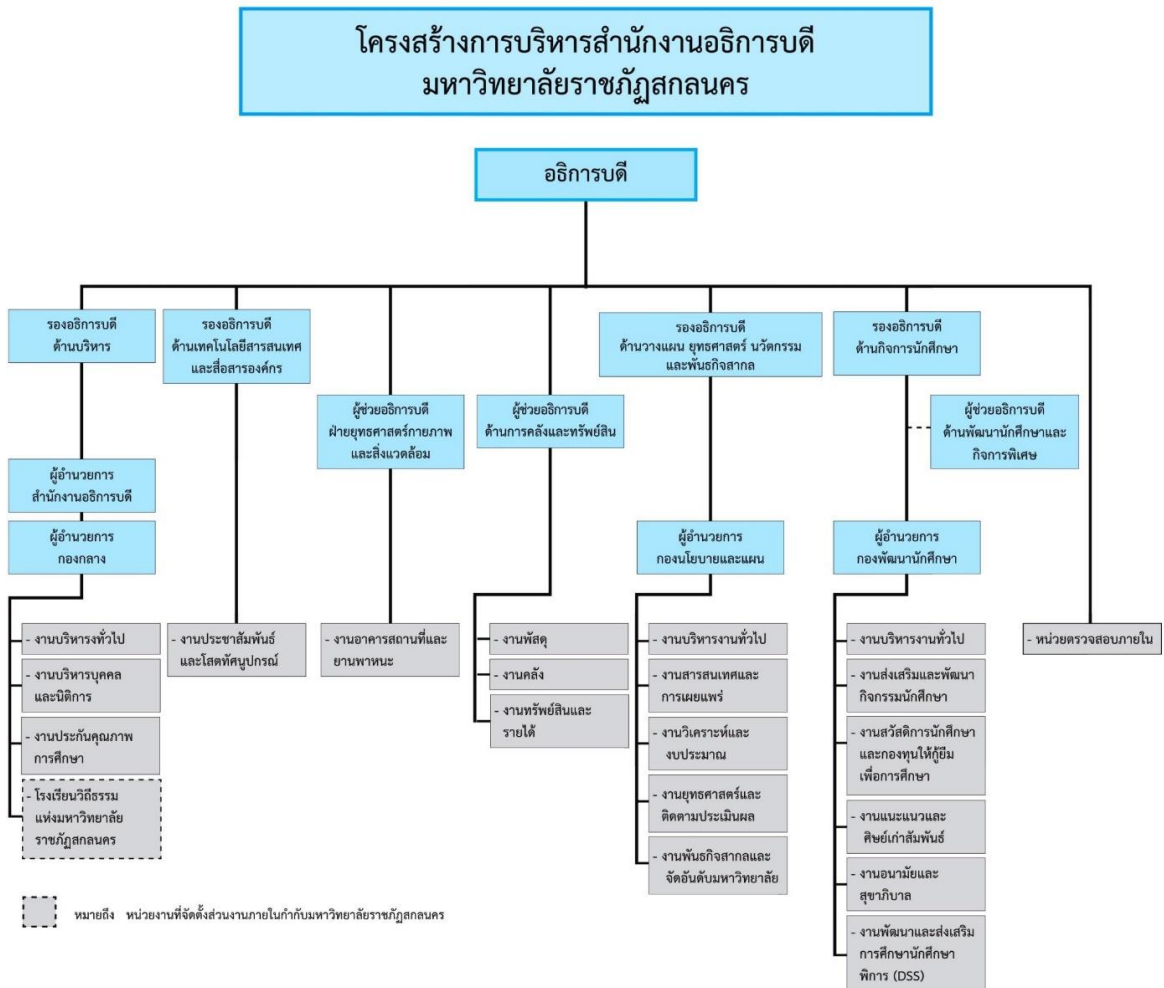 โครงสร้างการบริหารสำนักงานอธิการบดี
มหาวิทยาลัยราชภัฏสกลนคร
อธิการบดี
รองอธิการบดี
ด้านบริหาร
รองอธิการบดี
ด้านเทคโนโลยีสารสนเทศ
และสื่อสารองค์กร
รองอธิการบดี
ด้านวางแผน ยุทธศาสตร์ นวัตกรรม
และพันธกิจสากล
รองอธิการบดี
ด้านกิจการนักศึกษา
ผู้ช่วยอธิการบดี
ฝ่ายยุทธศาสตร์กายภาพ
และสิ่งแวดล้อม
ผู้ช่วยอธิการบดี
ด้านการคลังและทรัพย์สิน
ผู้ช่วยอธิการบดี
ด้านพัฒนานักศึกษาและ
กิจการพิเศษ
ผู้อำนวยการ
สำนักงานอธิการบดี
ผู้อำนวยการ
กองกลาง
ผู้อำนวยการ
กองนโยบายและแผน
ผู้อำนวยการ
กองพัฒนานักศึกษา
- งานบริหารงทั่วไป
- งานบริหารบุคคล
และนิติการ
- งานประกันคุณภาพ
การศึกษา
- โรงเรียนวิถีธรรม
แห่งมหาวิทยาลัย
ราชภัฏสกลนคร
- งานประชาสัมพันธ์
และโสตทัศนูปกรณ์
- งานอาคารสถานที่และ
ยานพาหนะ
- งานพัสดุ
- งานคลัง
- งานทรัพย์สินและ
รายได้
- งานบริหารงานทั่วไป
- งานสารสนเทศและ
การเผยแพร่
- งานวิเคราะห์และ
งบประมาณ
- งานยุทธศาสตร์และ
ติดตามประเมินผล
- งานพันธกิจสากลและ
จัดอันดับมหาวิทยาลัย
- งานบริหารงานทั่วไป
- งานส่งเสริมและพัฒนา
กิจกรรมนักศึกษา
- งานสวัสดิการนักศึกษา
และกองทุนให้กู้ยืม
เพื่อการศึกษา
- งานแนะแนวและ
ศิษย์เก่าสัมพันธ์
- งานอนามัยและ
สุขาภิบาล
- งานพัฒนาและส่งเสริม
การศึกษานักศึกษา
พิการ (DSS)
- หน่วยตรวจสอบภายใน
หมายถึง หน่วยงานที่จัดตั้งส่วนงานภายในกำกับมหาวิทยาลัยราชภัฏสกลนคร